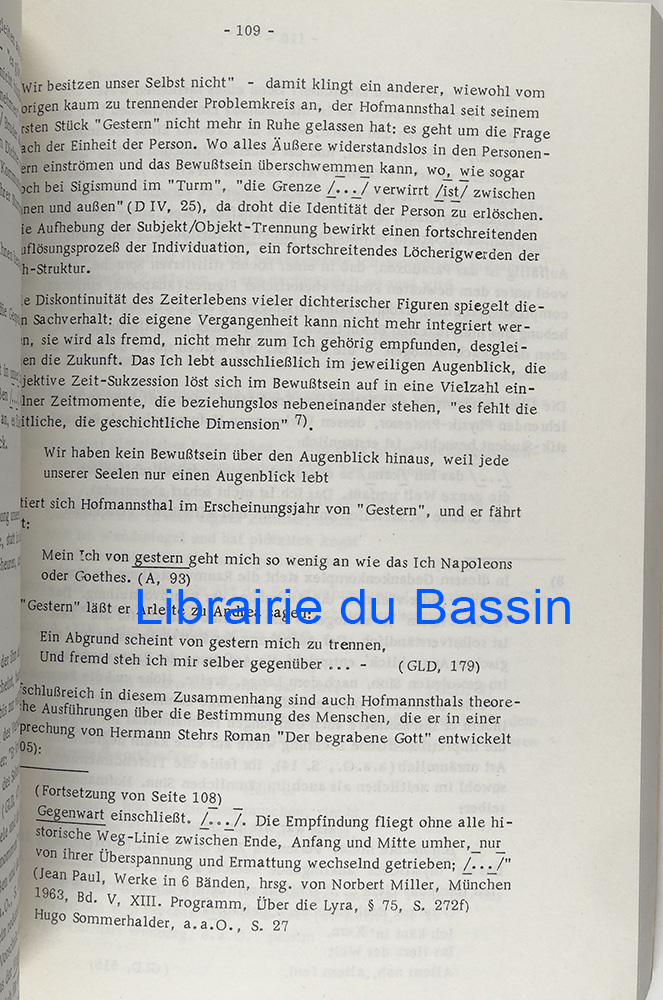 - 109 -
Wir besitzen unser Selbst nicht" - damit klingt ein anderer, wiewohl vom
origen kaum zu trennender Problemkreis an, der Hofmannsthal seit seinem
rsten Stück "Gestern" nicht mehr in Ruhe gelassen hat: es geht um die Frage
ach der Einheit der Person. Wo alles Äußere widerstandslos in den Personen-
ern einströmen und das Bewußtsein überschwemmen kann, wo, wie sogar
och bei Sigismund im "Turm", "die Grenze /.../ verwirrt /ist/ zwischen
nen und außen" (D IV, 25), da droht die Identität der Person zu erlöschen.
ie Aufhebung der Subjekt/Objekt-Trennung bewirkt einen fortschreitenden
uflösungsprozeß der Individuation, ein fortschreitendes Löcherigwerden der
h-Struktur.
e Diskontinuität des Zeiterlebens vieler dichterischer Figuren spiegelt die-
n Sachverhalt: die eigene Vergangenheit kann nicht mehr integriert wer-
n, sie wird als fremd, nicht mehr zum Ich gehörig empfunden, desglei-
en die Zukunft. Das Ich lebt ausschließlich im jeweiligen Augenblick, die
jektive Zeit-Sukzession löst sich im Bewußtsein auf in eine Vielzahl ein-
lner Zeitmomente, die beziehungslos nebeneinander stehen, "es fehlt die
itliche, die geschichtliche Dimension" 7).
Wir haben kein Bewußtsein über den Augenblick hinaus, weil jede
unserer Seelen nur einen Augenblick lebt
tiert sich Hofmannsthal im Erscheinungsjahr von "Gestern", und er fährt
t:
Mein Ich von gestern geht mich so wenig an wie das Ich Napoleons
oder Goethes. (A, 93)
"Gestern" läßt er Arlette zu Andrea sagen:
Librairie du Bassin
Ein Abgrund scheint von gestern mich zu trennen,
Und fremd steh ich mir selber gegenüber ... - (GLD, 179)
fschlußreich in diesem Zusammenhang sind auch Hofmannsthals theore-
he Ausführungen über die Bestimmung des Menschen, die er in einer
prechung von Hermann Stehrs Roman "Der begrabene Gott" entwickelt
05):
(Fortsetzung von Seite 108)
Gegenwart einschließt. /.../. Die Empfindung fliegt ohne alle hi-
storische Weg-Linie zwischen Ende, Anfang und Mitte umher, nur
von ihrer Überspannung und Ermattung wechselnd getrieben; /.../"
(Jean Paul, Werke in 6 Bänden, hrsg. von Norbert Miller, München
1963, Bd. V, XIII. Programm, Über die Lyra, § 75, S. 272f)
Hugo Sommerhalder, a.a.O., S. 27